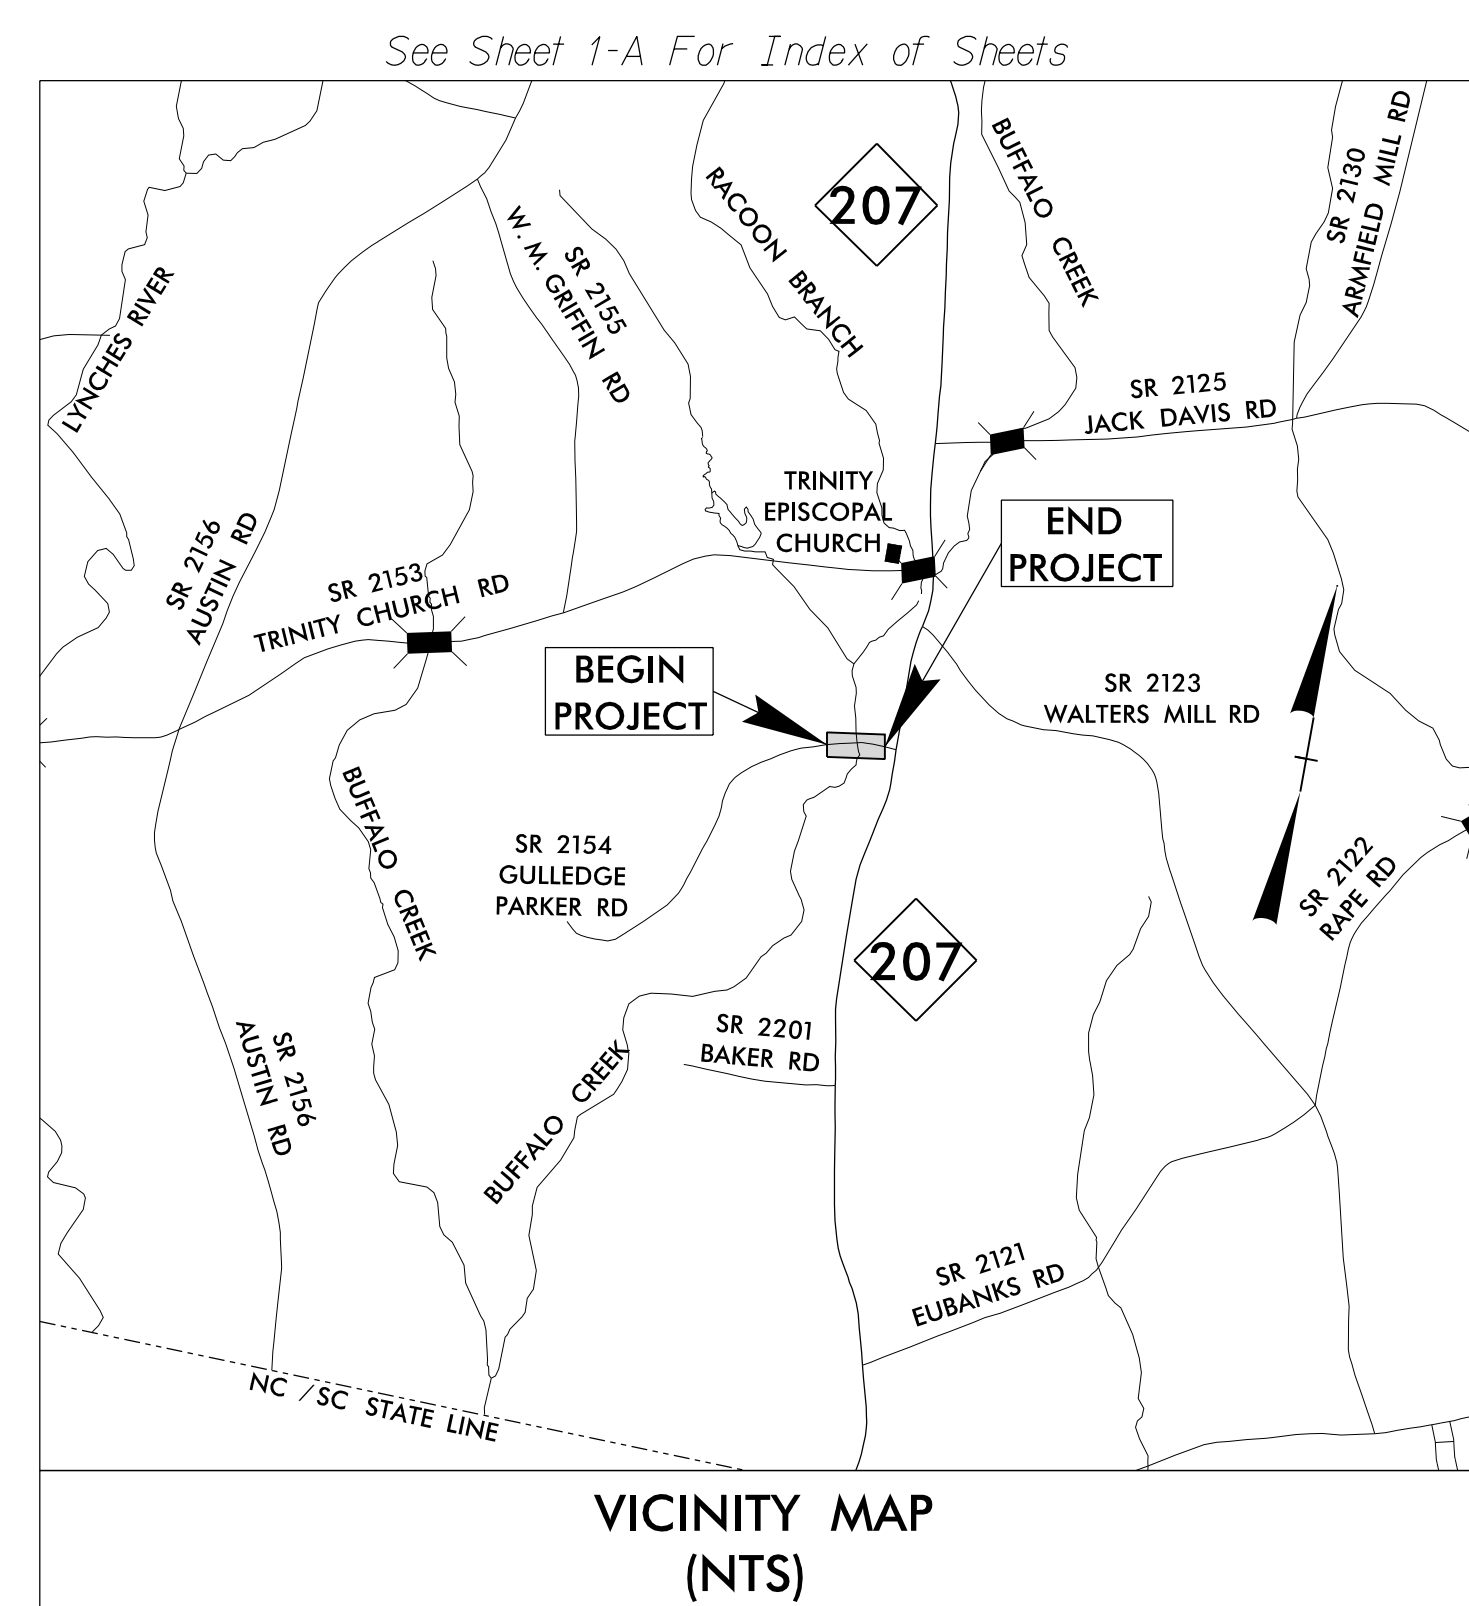 See Sheet 1-A For Index of Sheets
LYNCHES RIVER
W. M. GRIFFIN RD
SR 2155
RACOON BRANCH
207
BUFFALO CREEK
SR 2130
ARMFIELD MILL RD
SR 2125
JACK DAVIS RD
TRINITY
EPISCOPAL
CHURCH
END
PROJECT
SR 2156
AUSTIN RD
SR 2153
TRINITY CHURCH RD
BEGIN
PROJECT
SR 2123
WALTERS MILL RD
BUFFALO CREEK
SR 2154
GULLEDGE
PARKER RD
SR 2122
RAPE RD
207
SR 2156
AUSTIN RD
SR 2201
BAKER RD
BUFFALO CREEK
SR 2121
EUBANKS RD
NC / SC STATE LINE
VICINITY MAP
(NTS)